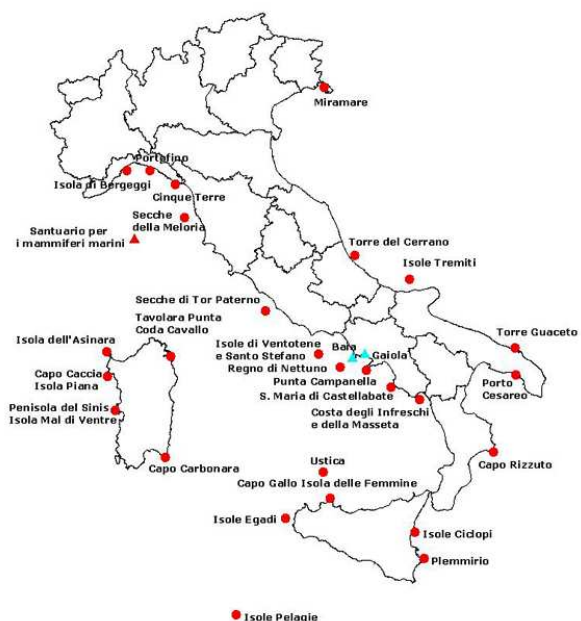 Miramare
Portofino
Isola di Bergeggi
Cinque Terre
Secche
della Meloria
Santuario per
i mammiferi marini
Torre del Cerrano
Isole Tremiti
Secche di Tor Paterno
Tavolara Punta
Coda Cavallo
Isola dell'Asinara
Isole di Ventotene
e Santo Stefano
Baia
Gaiola
Torre Guaceto
Regno di Nettuno
Capo Caccia
Isola Piana
Punta Campanella
Porto
Cesareo
S. Maria di Castellabate
Penisola del Sinis
Isola Mal di Ventre
Costa degli Infreschi
e della Masseta
Capo Carbonara
Ustica
Capo Rizzuto
Capo Gallo Isola delle Femmine
Isole Egadi
Isole Ciclopi
Plemmirio
Isole Pelagie